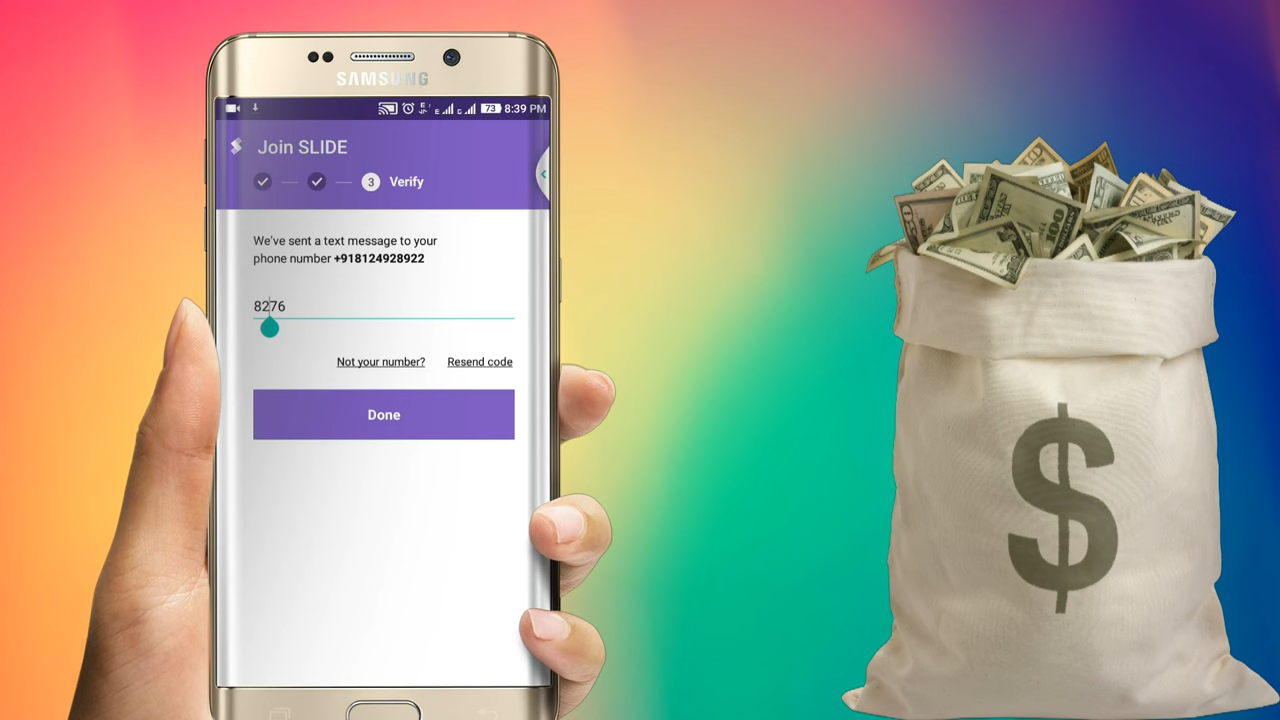 SAMSUNG
E E G 73 8:39 PM
Join SLIDE
3 Verify
We've sent a text message to your
phone number +918124928922
8276
Not your number? Resend code
Done
$